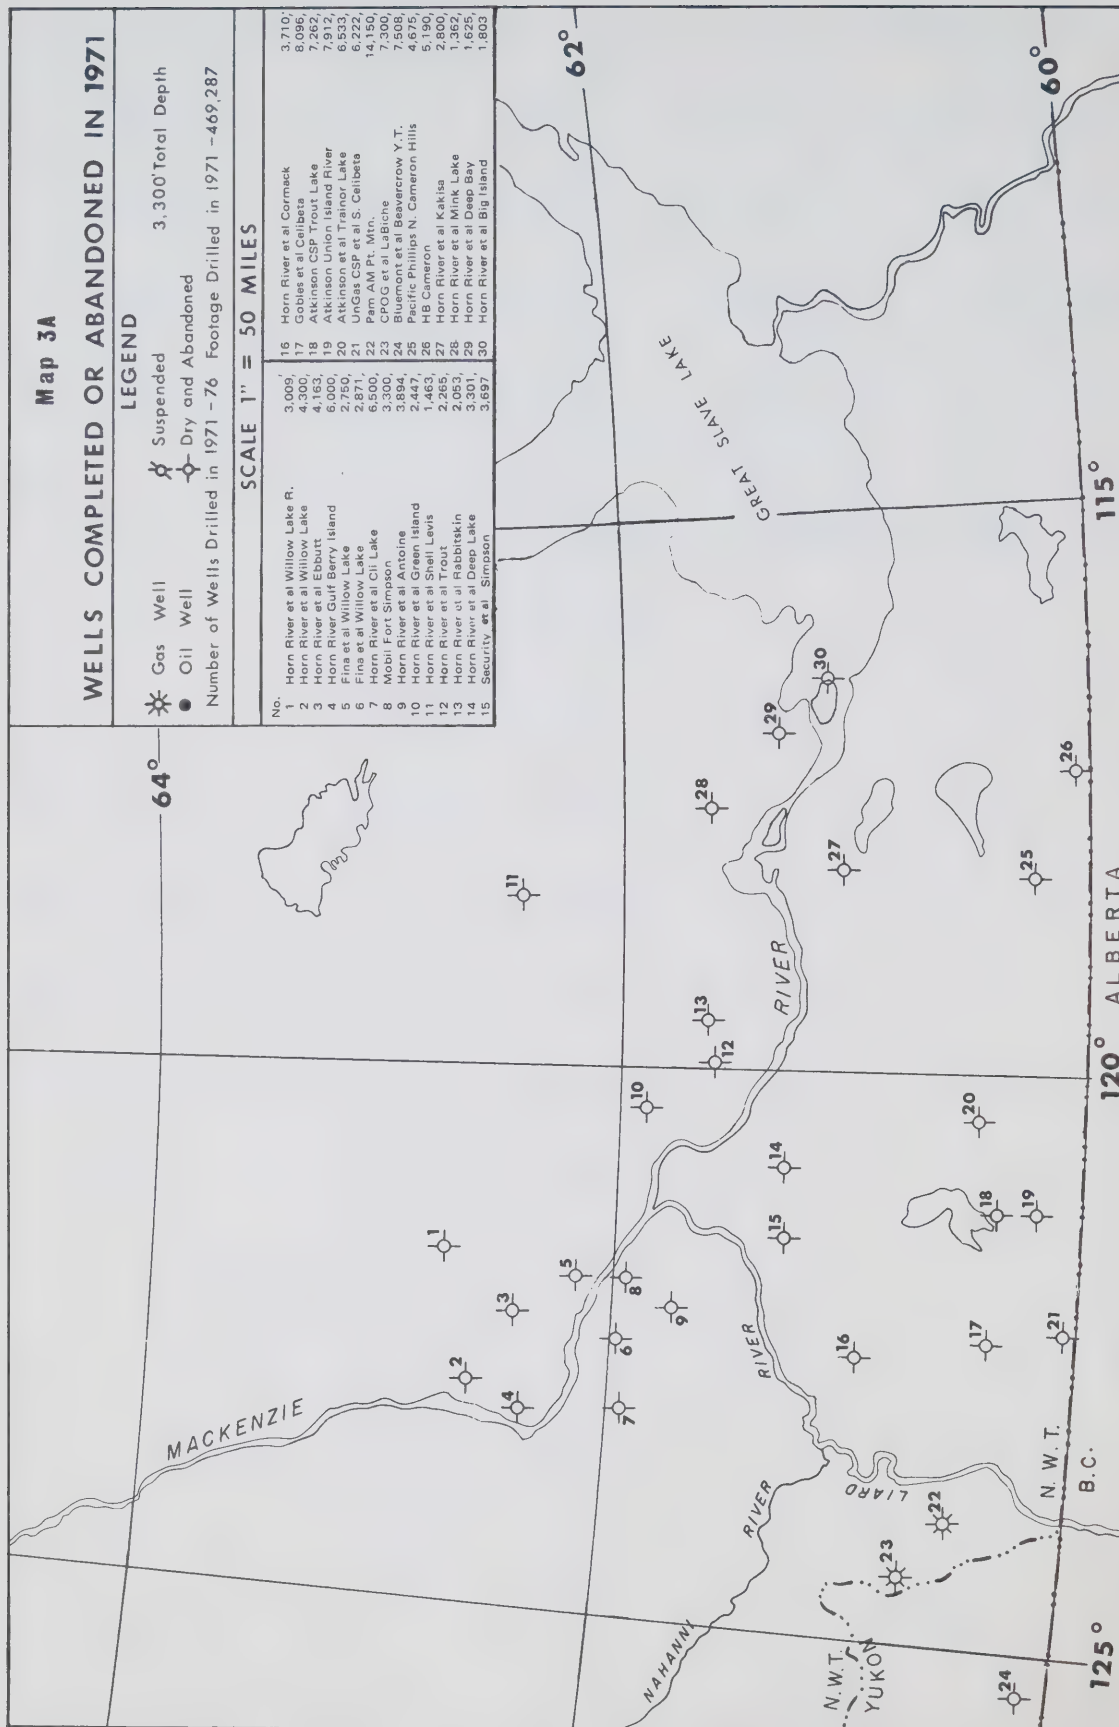 Map 3A
WELLS COMPLETED OR ABANDONED IN 1971
LEGEND
Gas Well
Suspended
3,300' Total Depth
Oil Well
Dry and Abandoned
Number of Wells Drilled in 1971 - 76 Footage Drilled in 1971 - 469,287
SCALE 1" = 50 MILES
No.
1 Horn River et al Willow Lake R. 3,009,
2 Horn River et al Willow Lake 4,300,
3 Horn River et al Ebbutt 4,163,
4 Horn River Gulf Berry Island 6,000,
5 Fina et al Willow Lake 2,750,
6 Fina et al Willow Lake 2,871,
7 Horn River et al Cli Lake 6,500,
8 Mobil Fort Simpson 3,300,
9 Horn River et al Antoine 3,894,
10 Horn River et al Green Island 2,447,
11 Horn River et al Shell Levis 1,463,
12 Horn River et al Trout 2,265,
13 Horn River et al Rabbitskin 2,053,
14 Horn River et al Deep Lake 3,301,
15 Security et al Simpson 3,697
16 Horn River et al Cormack 3,710,
17 Gobles et al Celibeta 8,096,
18 Atkinson CSP Trout Lake 7,262,
19 Atkinson Union Island River 7,912,
20 Atkinson et al Trainor Lake 6,533,
21 UnGas CSP et al S. Celibeta 6,222,
22 Pam AM Pt. Mtn. 14,150,
23 CPOG et al LaBiche 7,300,
24 Bluemont et al Beavercrow Y.T. 7,508,
25 Pacific Phillips N. Cameron Hills 4,675,
26 HB Cameron 5,190,
27 Horn River et al Kakisa 2,800,
28 Horn River et al Mink Lake 1,362,
29 Horn River et al Deep Bay 1,625,
30 Horn River et al Big Island 1,803
64°
62°
60°
MACKENZIE
RIVER
GREAT SLAVE LAKE
NAHANNI
RIVER
LIARD
RIVER
1
2
3
4
5
6
7
8
9
10
11
12
13
14
15
16
17
18
19
20
21
22
23
24
25
26
27
28
29
30
N.W.T.
YUKON
N. W. T.
B.C.
ALBERTA
125°
120°
115°